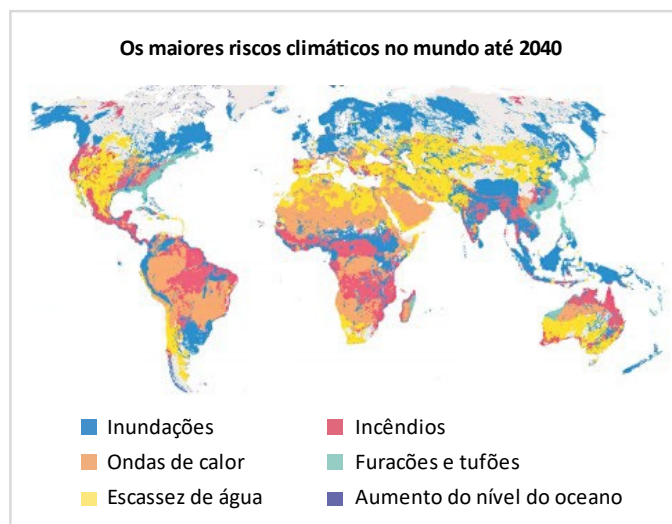 Os maiores riscos climáticos no mundo até 2040
Inundações
Incêndios
Ondas de calor
Furacões e tufões
Escassez de água
Aumento do nível do oceano